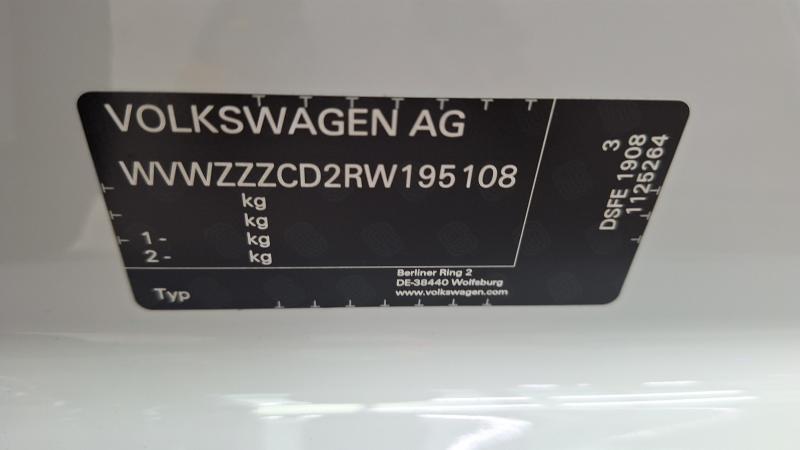 VOLKSWAGEN AG
WVWZZZCD2RW195108
kg
kg
1 - kg
2 - kg
Typ
Berliner Ring 2
DE-38440 Wolfsburg
www.volkswagen.com
3
DSFE 1908
1125264